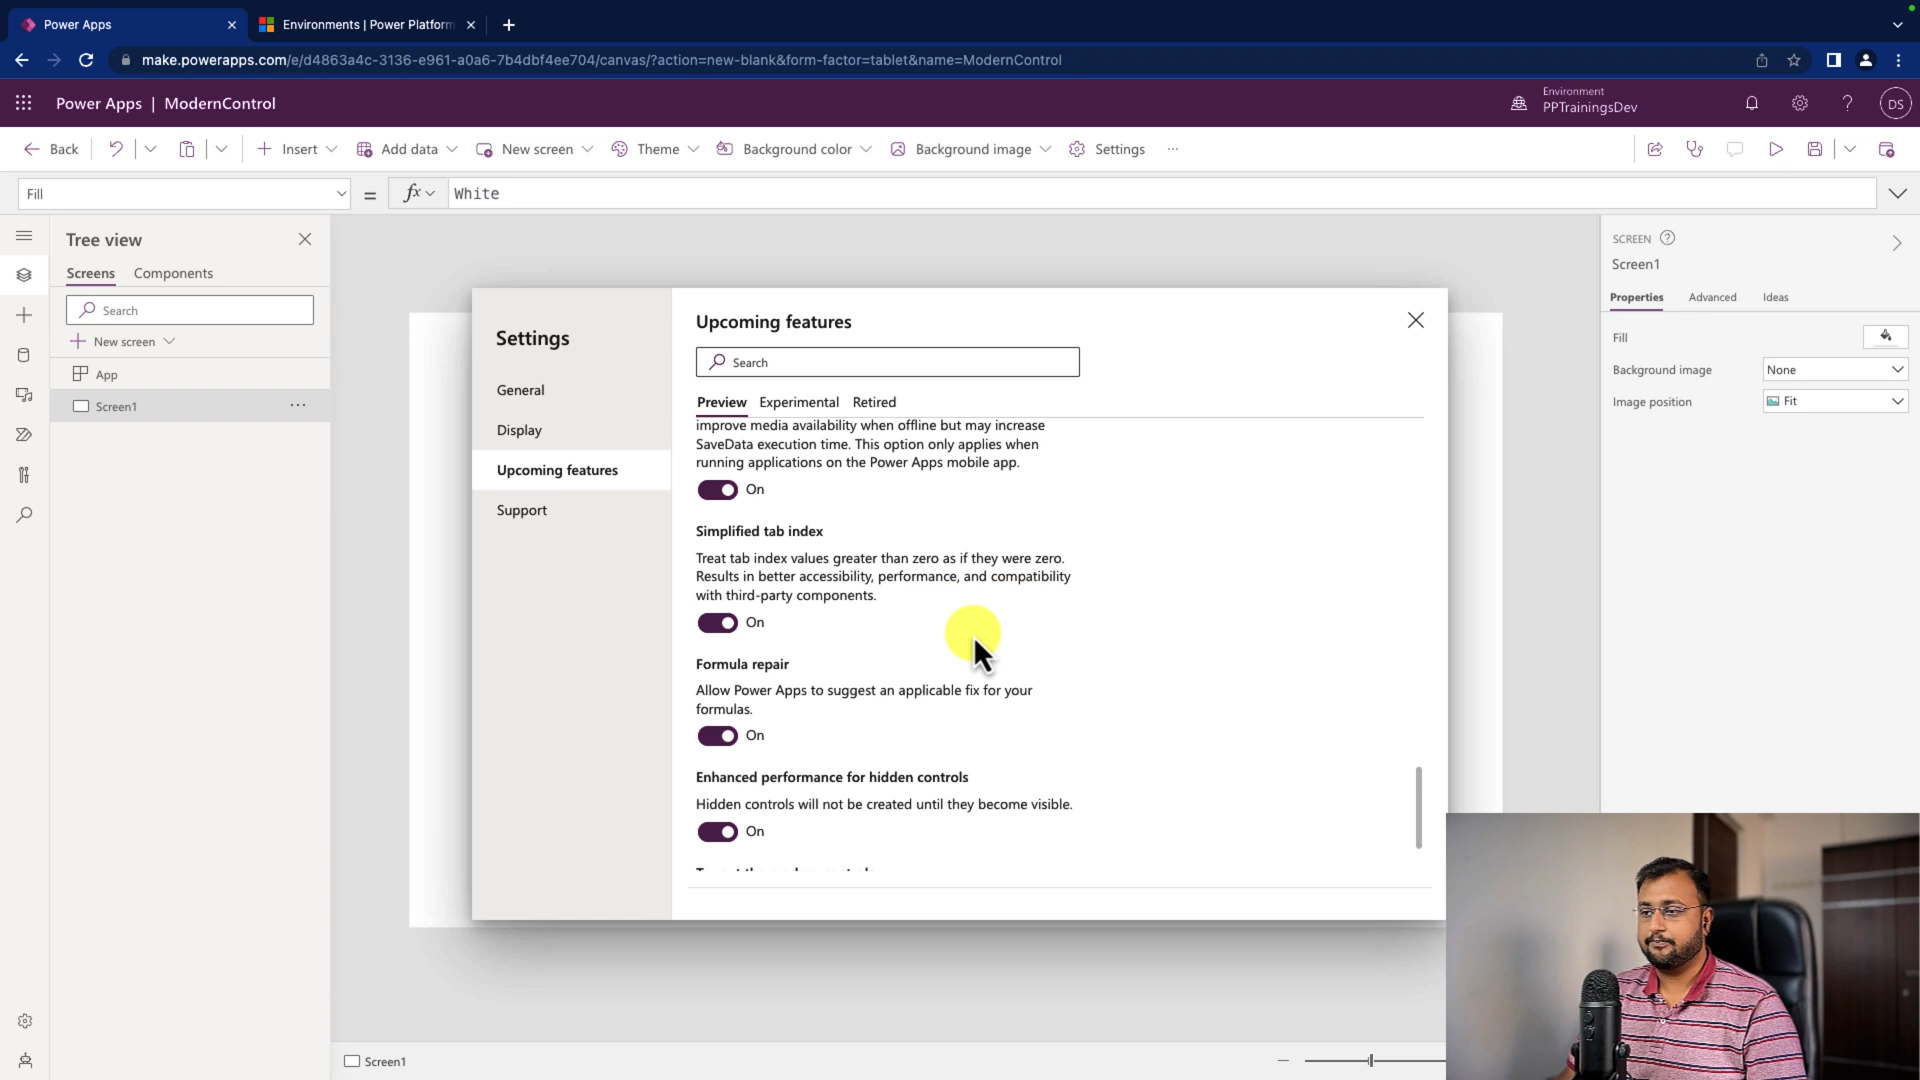 Power Apps
Environments | Power Platform
make.powerapps.com/e/d4863a4c-3136-e961-a0a6-7b4dbf4ee704/canvas/?action=new-blank&form-factor=tablet&name=ModernControl
Power Apps | ModernControl
Environment
PPTrainingsDev
DS
Back
Insert
Add data
New screen
Theme
Background color
Background image
Settings
Fill
=
fx
White
Tree view
Screens
Components
Search
New screen
App
Screen1
Settings
General
Display
Upcoming features
Support
Upcoming features
Search
Preview
Experimental
Retired
improve media availability when offline but may increase
SaveData execution time. This option only applies when
running applications on the Power Apps mobile app.
On
Simplified tab index
Treat tab index values greater than zero as if they were zero.
Results in better accessibility, performance, and compatibility
with third-party components.
On
Formula repair
Allow Power Apps to suggest an applicable fix for your
formulas.
On
Enhanced performance for hidden controls
Hidden controls will not be created until they become visible.
On
SCREEN
Screen1
Properties
Advanced
Ideas
Fill
Background image
None
Image position
Fit
Screen1